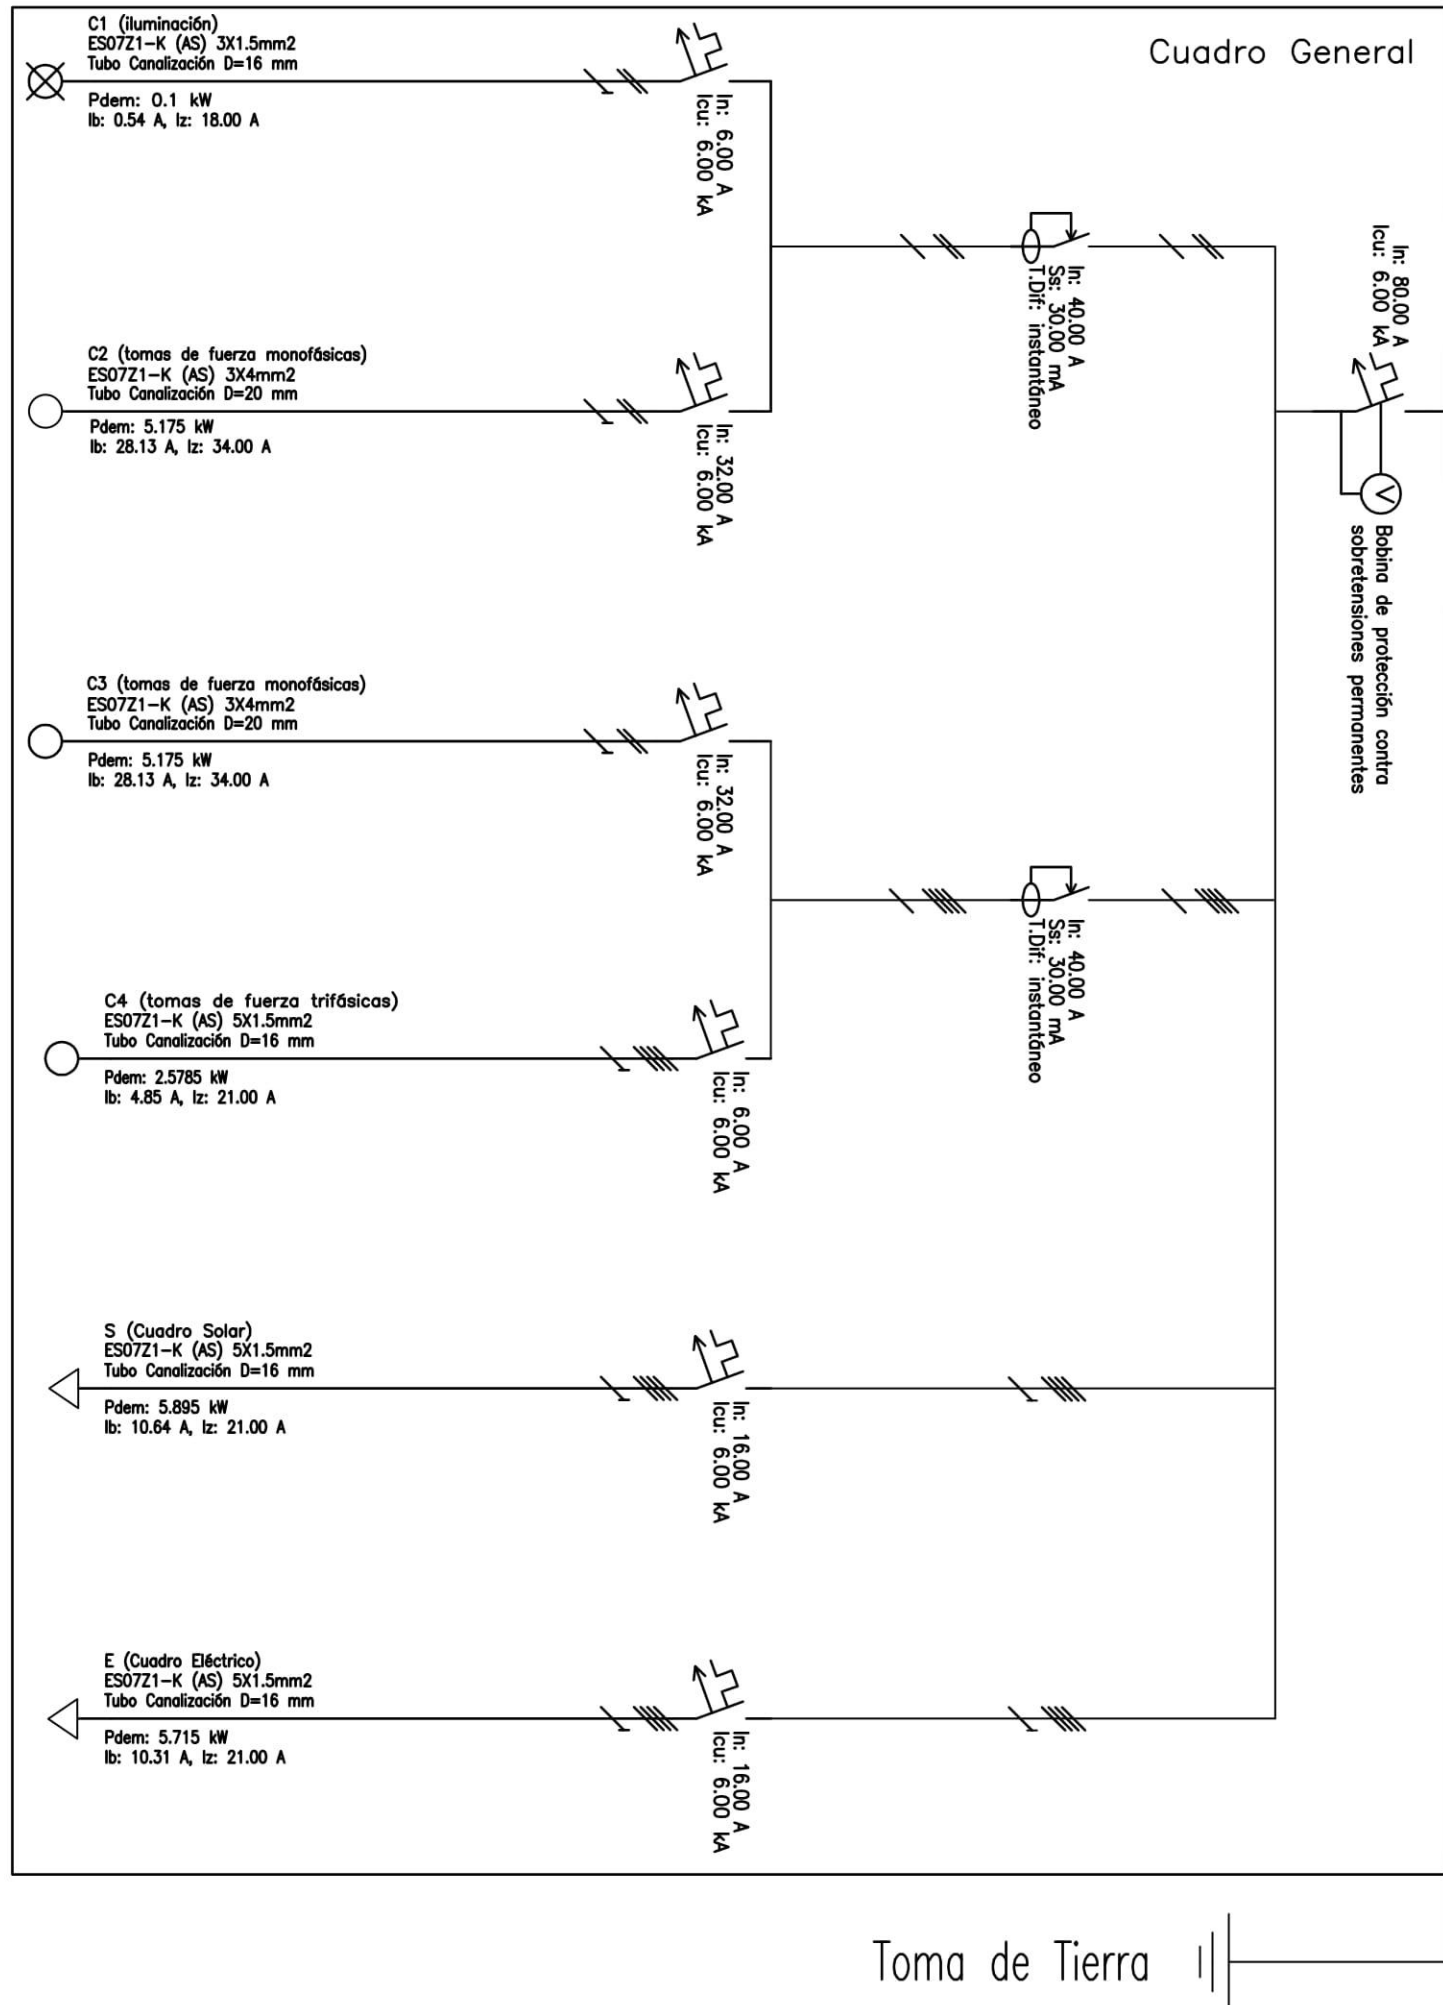 Cuadro General
C1 (iluminación)
ES07Z1-K (AS) 3X1.5mm2
Tubo Canalización D=16 mm
Pdem: 0.1 kW
Ib: 0.54 A, Iz: 18.00 A
In: 6.00 A
Icu: 6.00 kA
In: 40.00 A
Ss: 30.00 mA
T.Dif: instantáneo
In: 80.00 A
Icu: 6.00 kA
Bobina de protección contra
sobretensiones permanentes
C2 (tomas de fuerza monofásicas)
ES07Z1-K (AS) 3X4mm2
Tubo Canalización D=20 mm
Pdem: 5.175 kW
Ib: 28.13 A, Iz: 34.00 A
In: 32.00 A
Icu: 6.00 kA
C3 (tomas de fuerza monofásicas)
ES07Z1-K (AS) 3X4mm2
Tubo Canalización D=20 mm
Pdem: 5.175 kW
Ib: 28.13 A, Iz: 34.00 A
In: 32.00 A
Icu: 6.00 kA
In: 40.00 A
Ss: 30.00 mA
T.Dif: instantáneo
C4 (tomas de fuerza trifásicas)
ES07Z1-K (AS) 5X1.5mm2
Tubo Canalización D=16 mm
Pdem: 2.5785 kW
Ib: 4.85 A, Iz: 21.00 A
In: 6.00 A
Icu: 6.00 kA
S (Cuadro Solar)
ES07Z1-K (AS) 5X1.5mm2
Tubo Canalización D=16 mm
Pdem: 5.895 kW
Ib: 10.64 A, Iz: 21.00 A
In: 16.00 A
Icu: 6.00 kA
E (Cuadro Eléctrico)
ES07Z1-K (AS) 5X1.5mm2
Tubo Canalización D=16 mm
Pdem: 5.715 kW
Ib: 10.31 A, Iz: 21.00 A
In: 16.00 A
Icu: 6.00 kA
V
Toma de Tierra